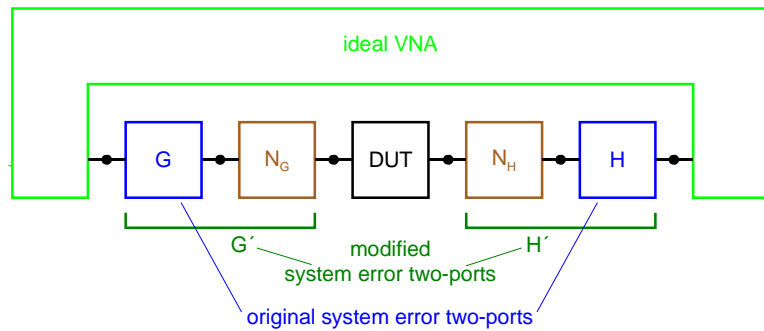 ideal VNA
G N_G DUT N_H H
G´ H´
modified
system error two-ports
original system error two-ports